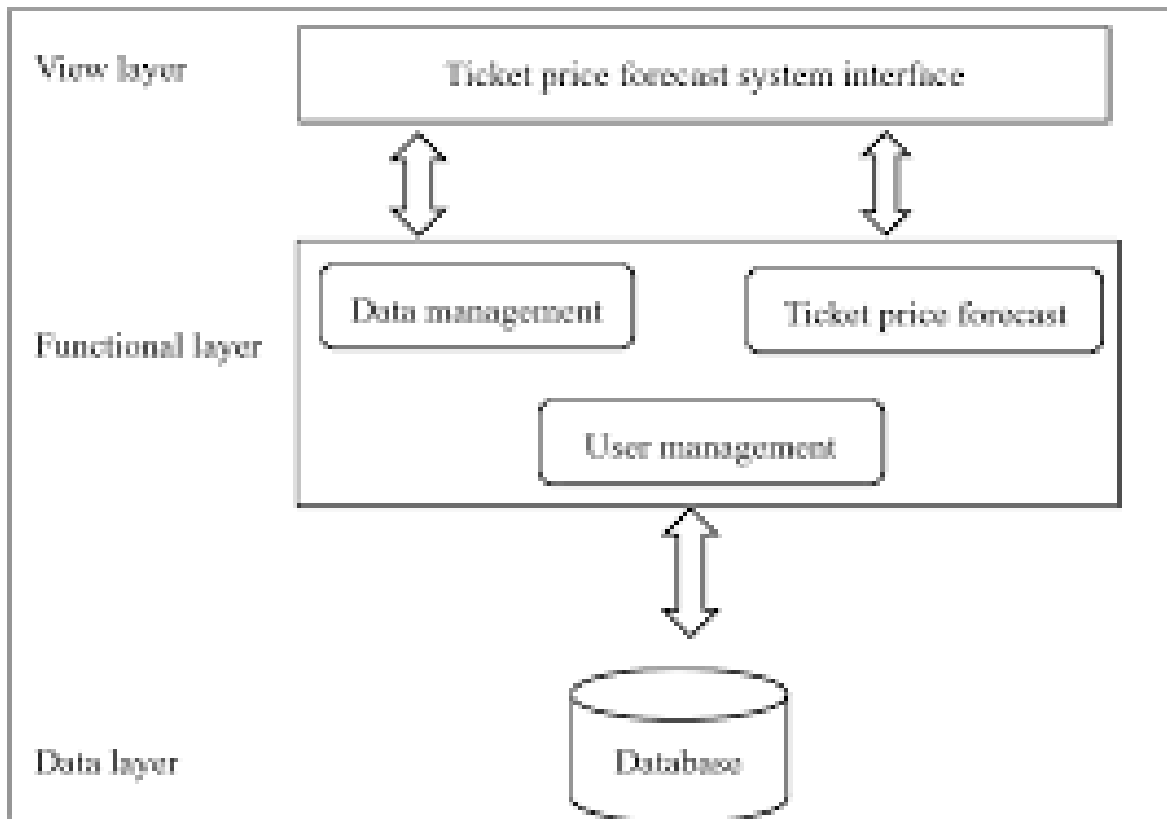 View layer
Ticket price forecast system interface
Data management
Ticket price forecast
Functional layer
User management
Database
Data layer